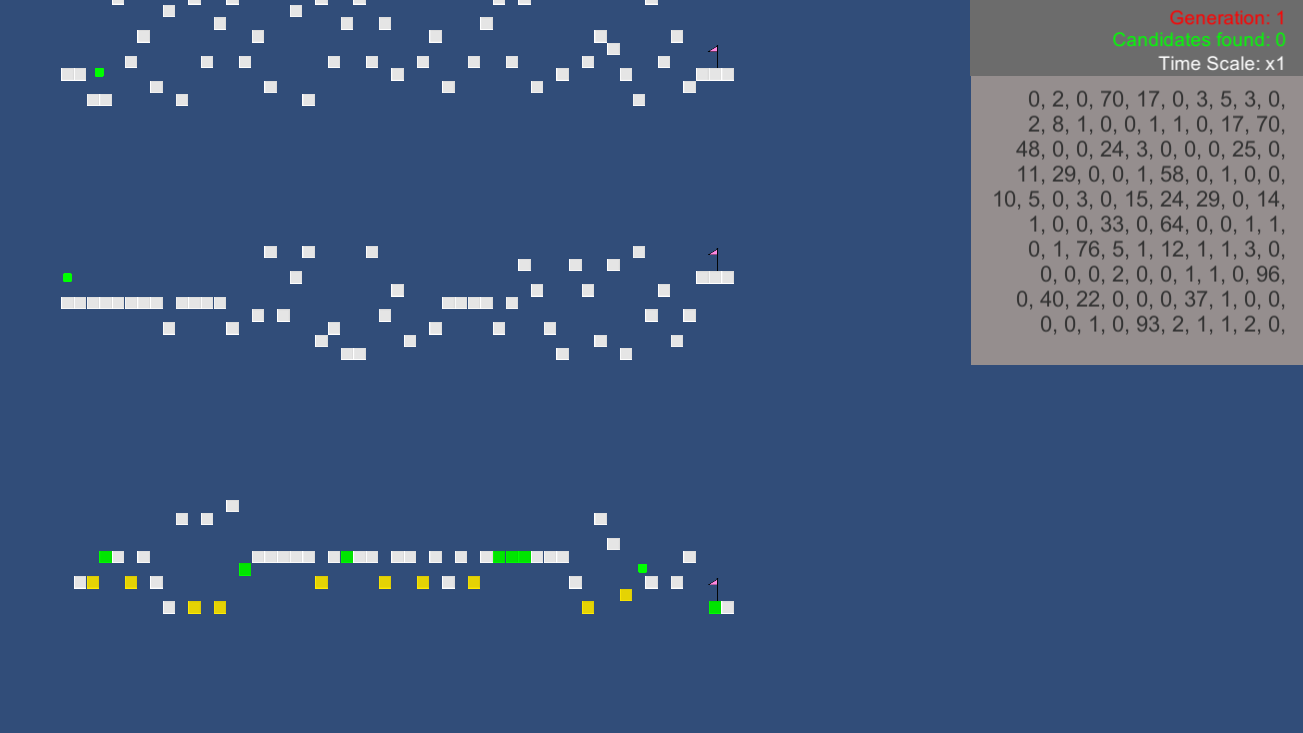 Generation: 1
Candidates found: 0
Time Scale: x1
0, 2, 0, 70, 17, 0, 3, 5, 3, 0,
2, 8, 1, 0, 0, 1, 1, 0, 17, 70,
48, 0, 0, 24, 3, 0, 0, 0, 25, 0,
11, 29, 0, 0, 1, 58, 0, 1, 0, 0,
10, 5, 0, 3, 0, 15, 24, 29, 0, 14,
1, 0, 0, 33, 0, 64, 0, 0, 1, 1,
0, 1, 76, 5, 1, 12, 1, 1, 3, 0,
0, 0, 0, 2, 0, 0, 1, 1, 0, 96,
0, 40, 22, 0, 0, 0, 37, 1, 0, 0,
0, 0, 1, 0, 93, 2, 1, 1, 2, 0,